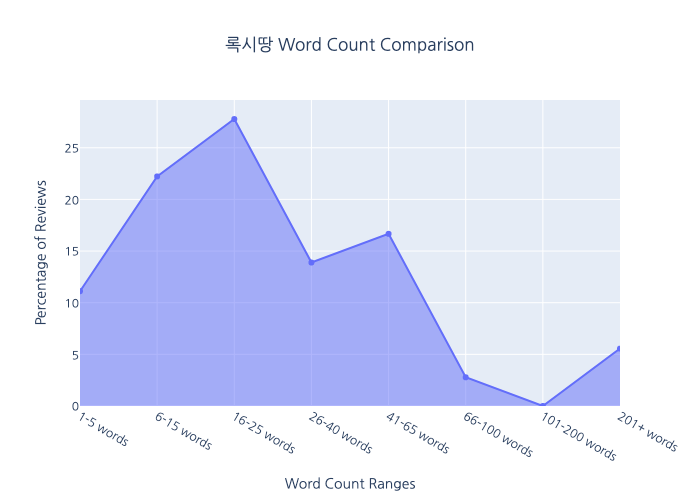 록시땅 Word Count Comparison
Percentage of Reviews
25
20
15
10
5
0
1-5 words
6-15 words
16-25 words
26-40 words
41-65 words
66-100 words
101-200 words
201+ words
Word Count Ranges